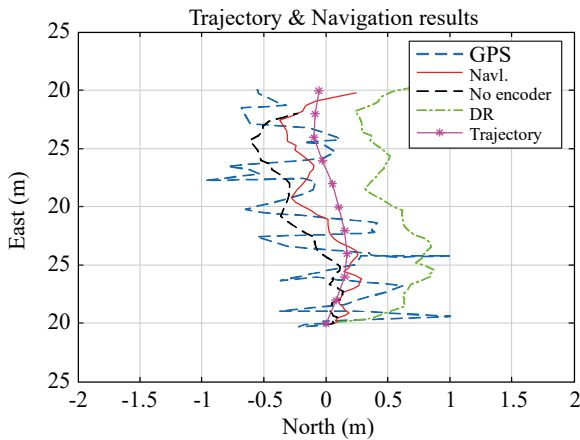 Trajectory & Navigation results
25
20
25
20
25
20
25
East (m)
GPS
Navl.
No encoder
DR
Trajectory
-2 -1.5 -1 -0.5 0 0.5 1 1.5 2
North (m)